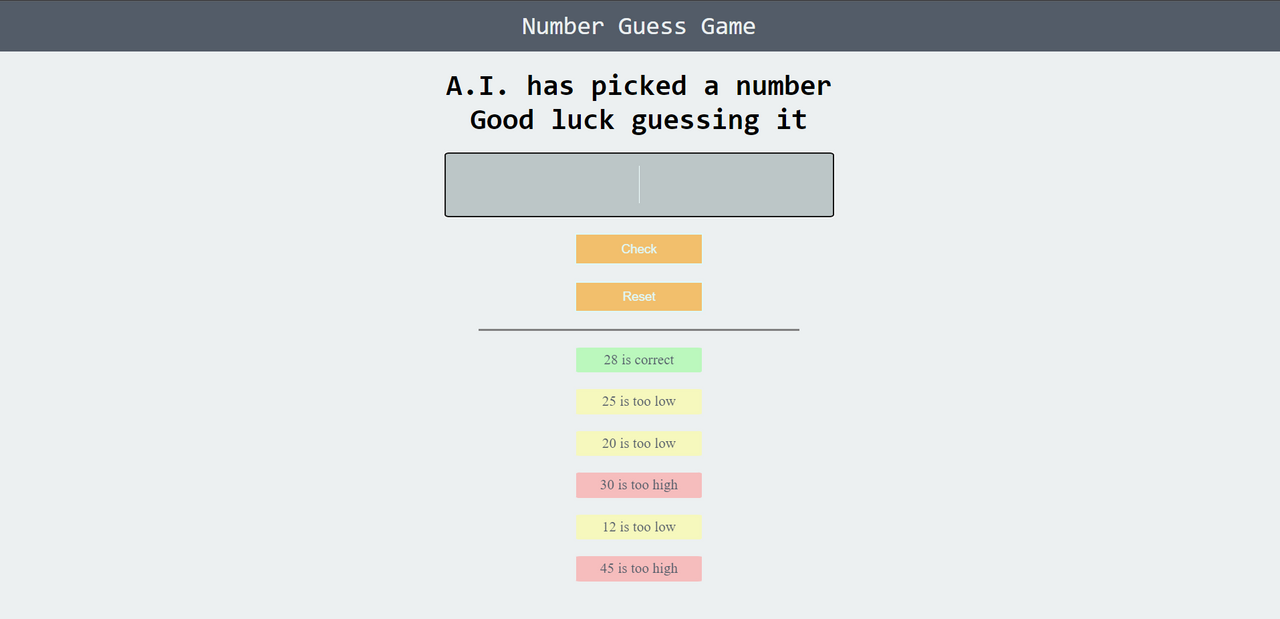 Number Guess Game
A.I. has picked a number
Good luck guessing it
Check
Reset
28 is correct
25 is too low
20 is too low
30 is too high
12 is too low
45 is too high